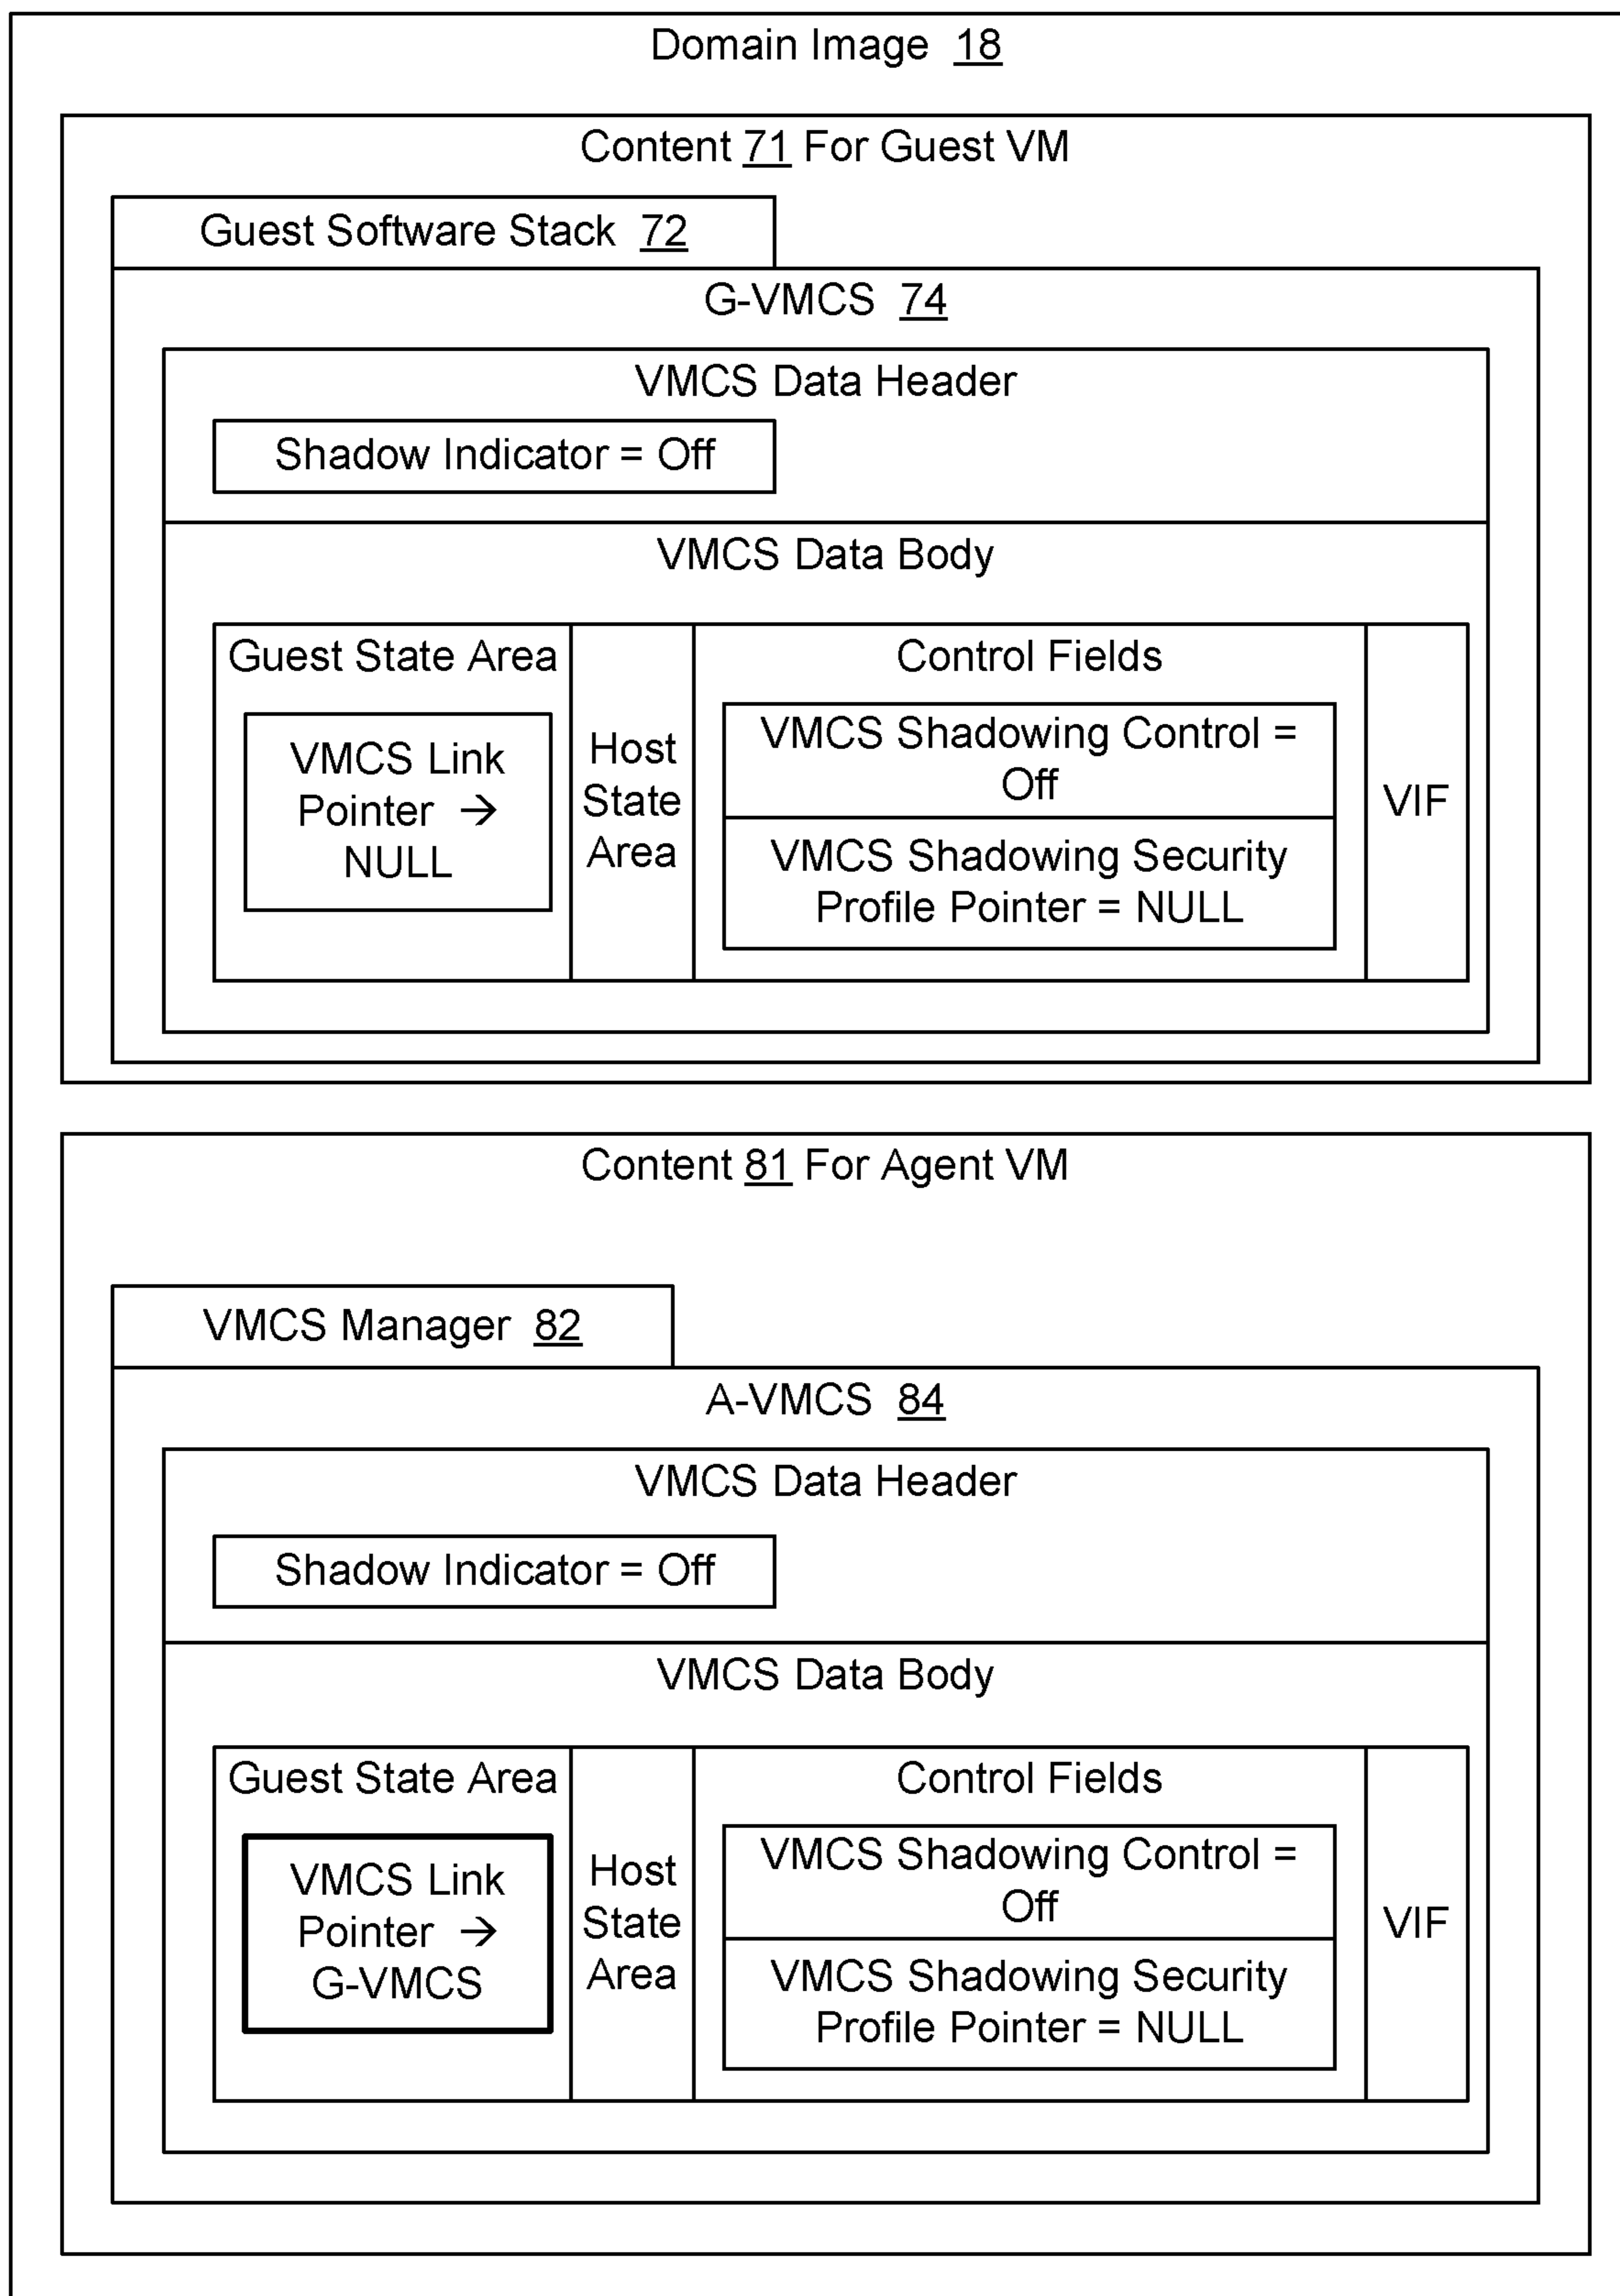 Domain Image 18
Content 71 For Guest VM
Guest Software Stack 72
G-VMCS 74
VMCS Data Header
Shadow Indicator = Off
VMCS Data Body
Guest State Area
VMCS Link
Pointer →
NULL
Host
State
Area
Control Fields
VMCS Shadowing Control =
Off
VMCS Shadowing Security
Profile Pointer = NULL
VIF
Content 81 For Agent VM
VMCS Manager 82
A-VMCS 84
VMCS Data Header
Shadow Indicator = Off
VMCS Data Body
Guest State Area
VMCS Link
Pointer →
G-VMCS
Host
State
Area
Control Fields
VMCS Shadowing Control =
Off
VMCS Shadowing Security
Profile Pointer = NULL
VIF